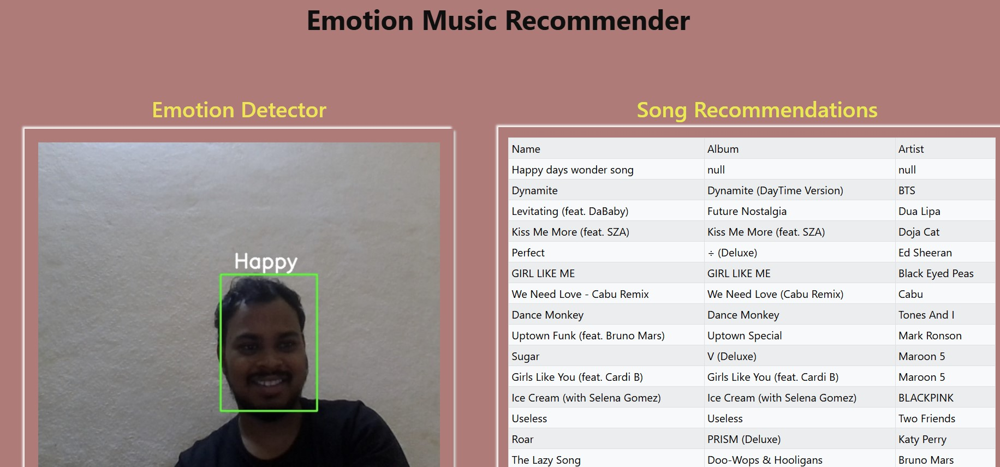 Emotion Music Recommender
Emotion Detector
Happy
Song Recommendations
Name Album Artist
Happy days wonder song null null
Dynamite Dynamite (DayTime Version) BTS
Levitating (feat. DaBaby) Future Nostalgia Dua Lipa
Kiss Me More (feat. SZA) Kiss Me More (feat. SZA) Doja Cat
Perfect ÷ (Deluxe) Ed Sheeran
GIRL LIKE ME GIRL LIKE ME Black Eyed Peas
We Need Love - Cabu Remix We Need Love (Cabu Remix) Cabu
Dance Monkey Dance Monkey Tones And I
Uptown Funk (feat. Bruno Mars) Uptown Special Mark Ronson
Sugar V (Deluxe) Maroon 5
Girls Like You (feat. Cardi B) Girls Like You (feat. Cardi B) Maroon 5
Ice Cream (with Selena Gomez) Ice Cream (with Selena Gomez) BLACKPINK
Useless Useless Two Friends
Roar PRISM (Deluxe) Katy Perry
The Lazy Song Doo-Wops & Hooligans Bruno Mars